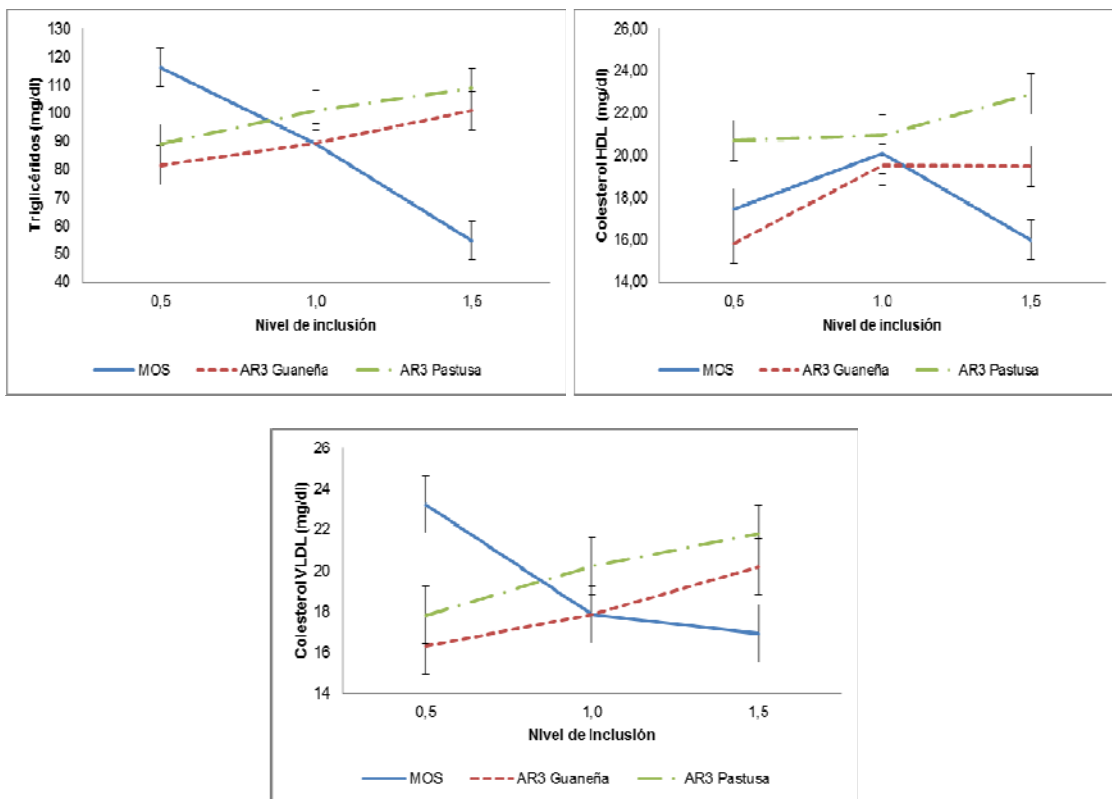 Triglicéridos (mg/dl)
130
120
110
100
90
80
70
60
50
40
0,5 1,0 1,5
Nivel de inclusión
MOS AR3 Guaneña AR3 Pastusa
Colesterol HDL (mg/dl)
26,00
24,00
22,00
20,00
18,00
16,00
14,00
0,5 1,0 1,5
Nivel de inclusión
MOS AR3 Guaneña AR3 Pastusa
Colesterol VLDL (mg/dl)
26
24
22
20
18
16
14
0,5 1,0 1,5
Nivel de inclusión
MOS AR3 Guaneña AR3 Pastusa